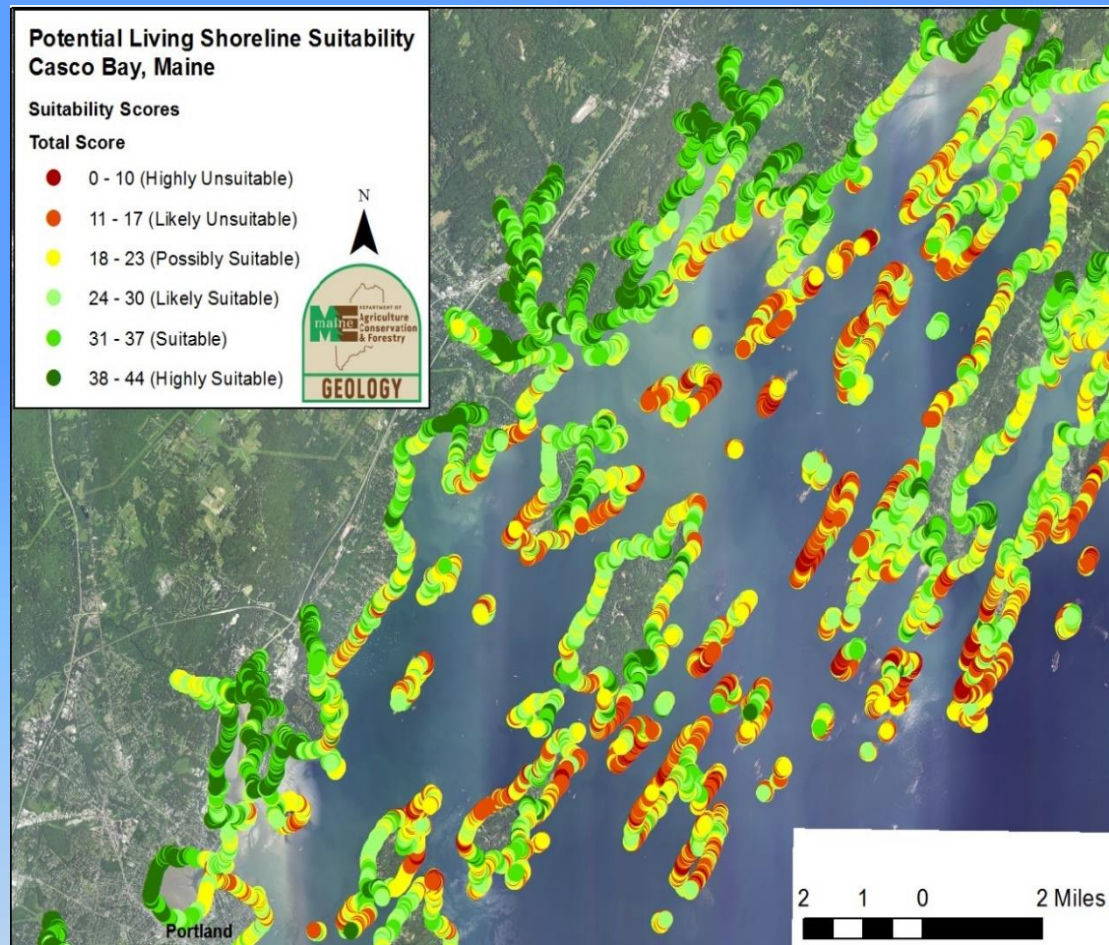 Potential Living Shoreline Suitability
Casco Bay, Maine
Suitability Scores
Total Score
0 - 10 (Highly Unsuitable)
11 - 17 (Likely Unsuitable)
18 - 23 (Possibly Suitable)
24 - 30 (Likely Suitable)
31 - 37 (Suitable)
38 - 44 (Highly Suitable)
N
ME
maine
DEPARTMENT OF
Agriculture
Conservation
& Forestry
GEOLOGY
Portland
2 1 0 2 Miles